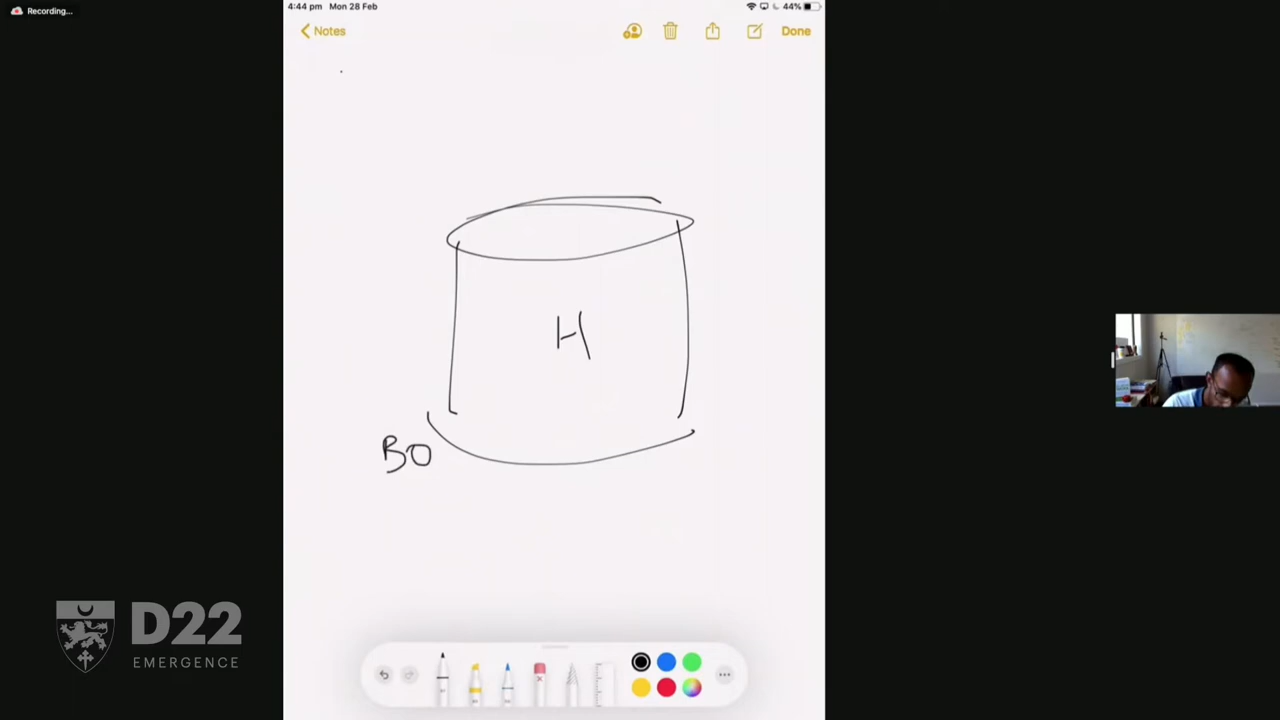 Recording...
4:44 pm Mon 28 Feb
44%
Notes
Done
H
BO
D22
EMERGENCE